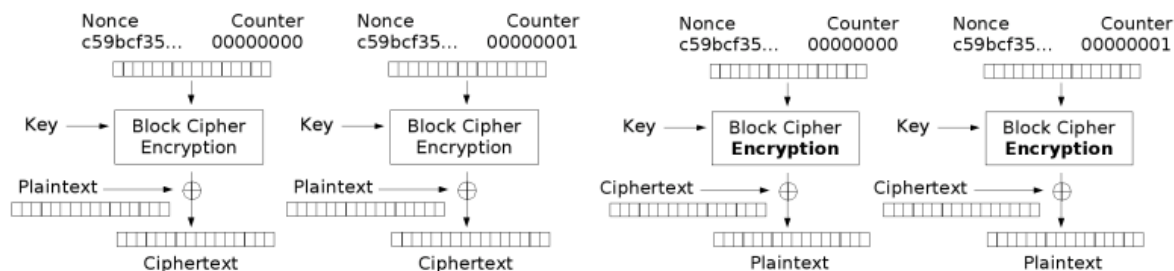 Nonce Counter Nonce Counter Nonce Counter Nonce Counter
c59bcf35... 00000000 c59bcf35... 00000001 c59bcf35... 00000000 c59bcf35... 00000001
Key Block Cipher Key Block Cipher Key Block Cipher Key Block Cipher
Encryption Encryption Encryption Encryption
Plaintext Plaintext Ciphertext Ciphertext
Ciphertext Ciphertext Plaintext Plaintext